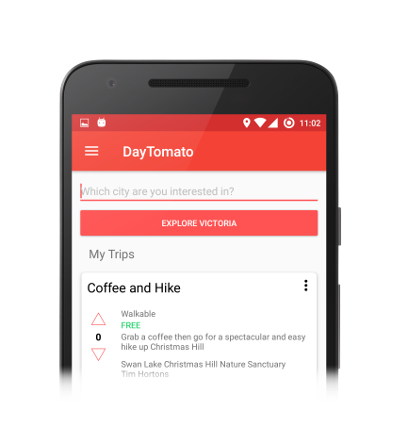 11:02
DayTomato
Which city are you interested in?
EXPLORE VICTORIA
My Trips
Coffee and Hike
Walkable
FREE
0
Grab a coffee then go for a spectacular and easy
hike up Christmas Hill
Swan Lake Christmas Hill Nature Sanctuary
Tim Hortons